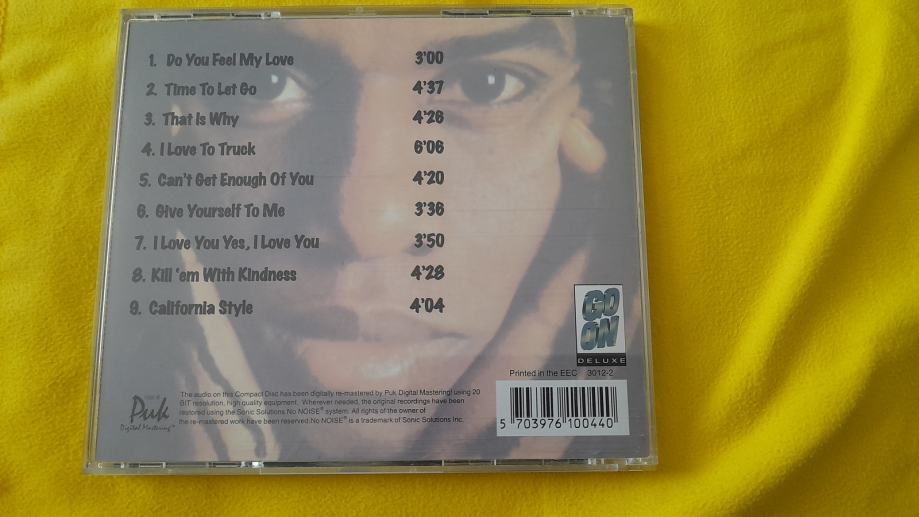 1. Do You Feel My Love 3'00
2. Time To Let Go 4'37
3. That Is Why 4'26
4. I Love To Truck 6'06
5. Can't Get Enough Of You 4'20
6. Give Yourself To Me 3'36
7. I Love You Yes, I Love You 3'50
8. Kill 'em With Kindness 4'28
9. California Style 4'04
GO
ON
DELUXE
Printed in the EEC 3012-2
Puk
Digital Mastering™
The audio on this Compact Disc has been digitally re-mastered by Puk Digital Mastering! using 20
BIT resolution, high quality equipment. Wherever needed, the original recordings have been
restored using the Sonic Solutions No NOISE® system. All rights of the owner of
the re-mastered work have been reserved.No NOISE® is a trademark of Sonic Solutions Inc.
5 703976 100440